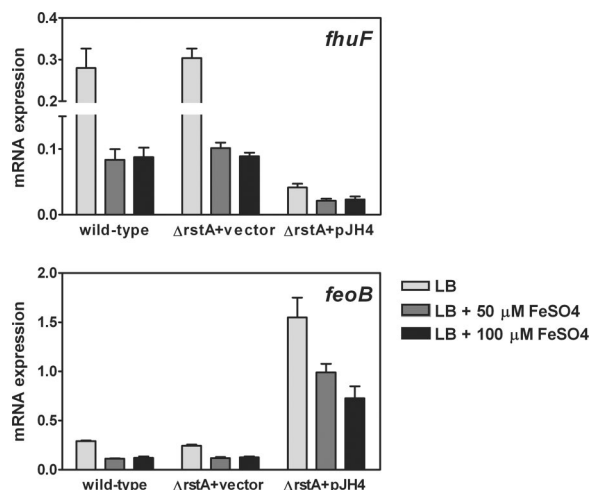 fhuF
mRNA expression
0.4
0.3
0.2
0.1
0.0
wild-type ΔrstA+vector ΔrstA+pJH4
feoB
mRNA expression
2.0
1.5
1.0
0.5
0.0
wild-type ΔrstA+vector ΔrstA+pJH4
LB
LB + 50 μM FeSO4
LB + 100 μM FeSO4